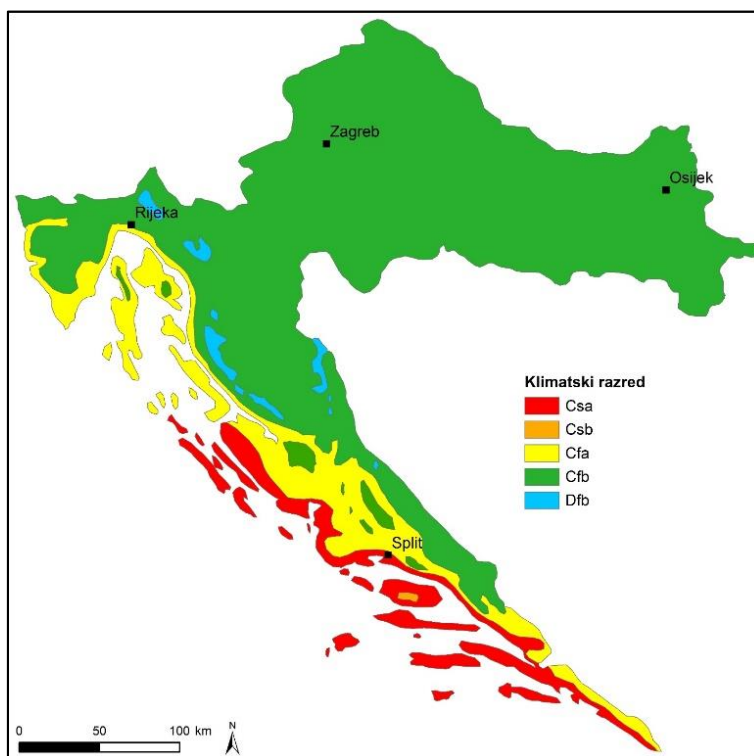 Zagreb
Osijek
Rijeka
Klimatski razred
Csa
Csb
Cfa
Cfb
Dfb
Split
0 50 100 km
N